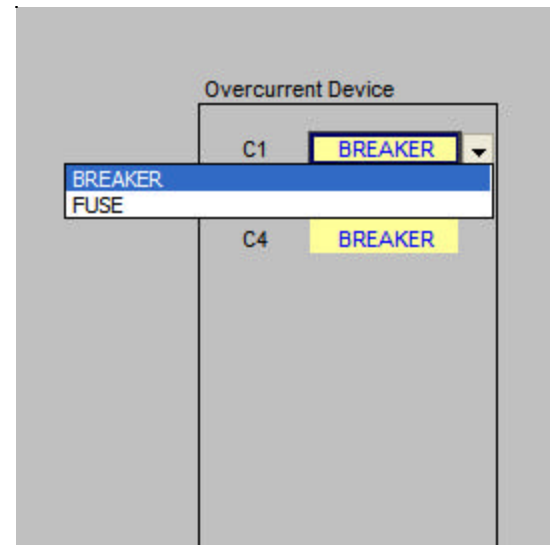 Overcurrent Device
C1 BREAKER
BREAKER
FUSE
C4 BREAKER